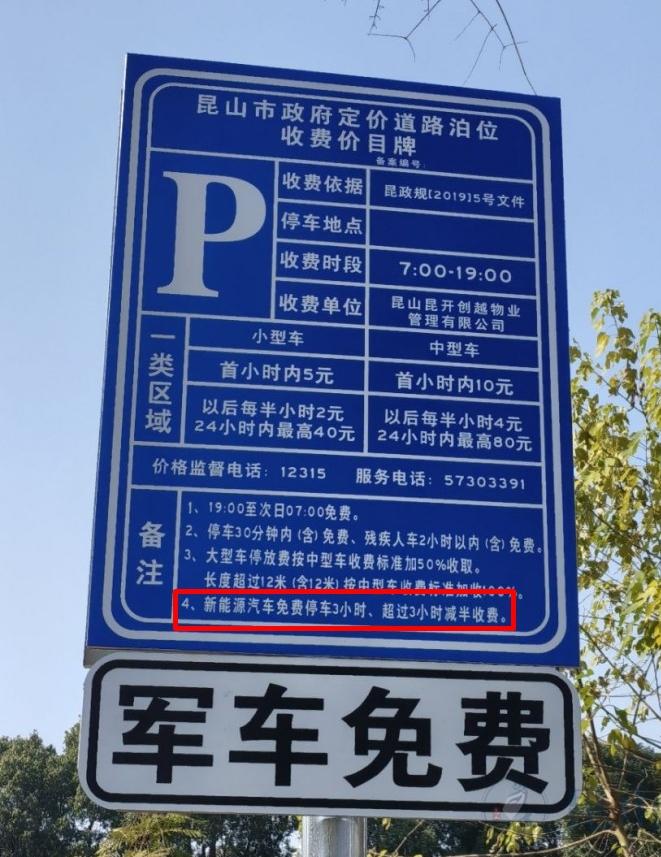 昆山市政府定价道路泊位
收费价目牌
备案编号:
P
收费依据 昆政规[2019]5号文件
停车地点
收费时段 7:00-19:00
收费单位 昆山昆开创越物业
管理有限公司
一类区域
小型车 中型车
首小时内5元 首小时内10元
以后每半小时2元 以后每半小时4元
24小时内最高40元 24小时内最高80元
价格监督电话: 12315 服务电话: 57303391
备注
1、19:00至次日07:00免费。
2、停车30分钟内(含)免费、残疾人车2小时以内(含)免费。
3、大型车停放费按中型车收费标准加50%收取。
长度超过12米(含12米)按中型车收费标准加收100%。
4、新能源汽车免费停车3小时、超过3小时减半收费。
军车免费